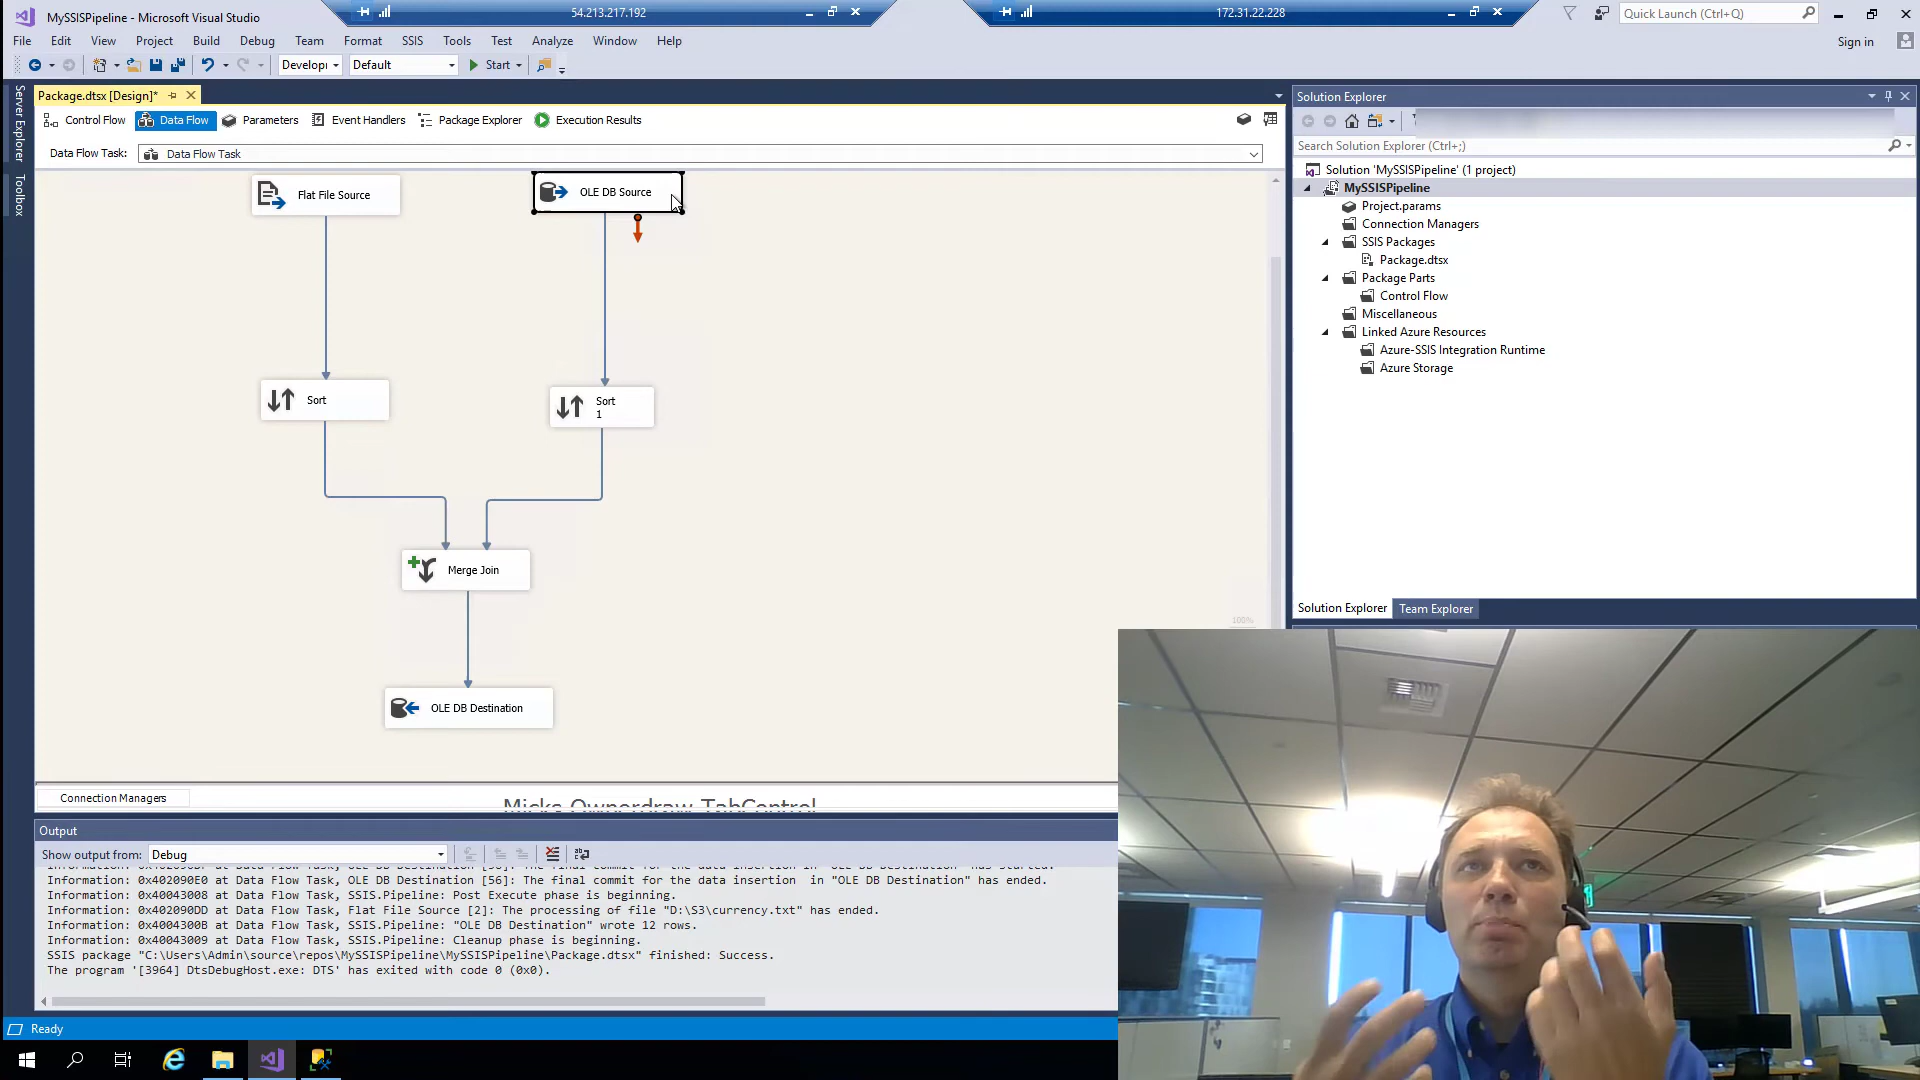 MySSISPipeline - Microsoft Visual Studio
54.213.217.192
172.31.22.228
Quick Launch (Ctrl+Q)
File Edit View Project Build Debug Team Format SSIS Tools Test Analyze Window Help
Sign in
Developi Default Start
Server Explorer
Toolbox
Package.dtsx [Design]*
Control Flow Data Flow Parameters Event Handlers Package Explorer Execution Results
Data Flow Task: Data Flow Task
Flat File Source
OLE DB Source
Sort
Sort
1
Merge Join
OLE DB Destination
100%
Connection Managers
Micks Ownerdraw TabControl
Solution Explorer
Search Solution Explorer (Ctrl+;)
Solution 'MySSISPipeline' (1 project)
MySSISPipeline
Project.params
Connection Managers
SSIS Packages
Package.dtsx
Package Parts
Control Flow
Miscellaneous
Linked Azure Resources
Azure-SSIS Integration Runtime
Azure Storage
Solution Explorer Team Explorer
Output
Show output from: Debug
Information: 0x402090E0 at Data Flow Task, OLE DB Destination [56]: The final commit for the data insertion in "OLE DB Destination" has ended.
Information: 0x40043008 at Data Flow Task, SSIS.Pipeline: Post Execute phase is beginning.
Information: 0x402090DD at Data Flow Task, Flat File Source [2]: The processing of file "D:\S3\currency.txt" has ended.
Information: 0x4004300B at Data Flow Task, SSIS.Pipeline: "OLE DB Destination" wrote 12 rows.
Information: 0x40043009 at Data Flow Task, SSIS.Pipeline: Cleanup phase is beginning.
SSIS package "C:\Users\Admin\source\repos\MySSISPipeline\MySSISPipeline\Package.dtsx" finished: Success.
The program '[3964] DtsDebugHost.exe: DTS' has exited with code 0 (0x0).
Ready